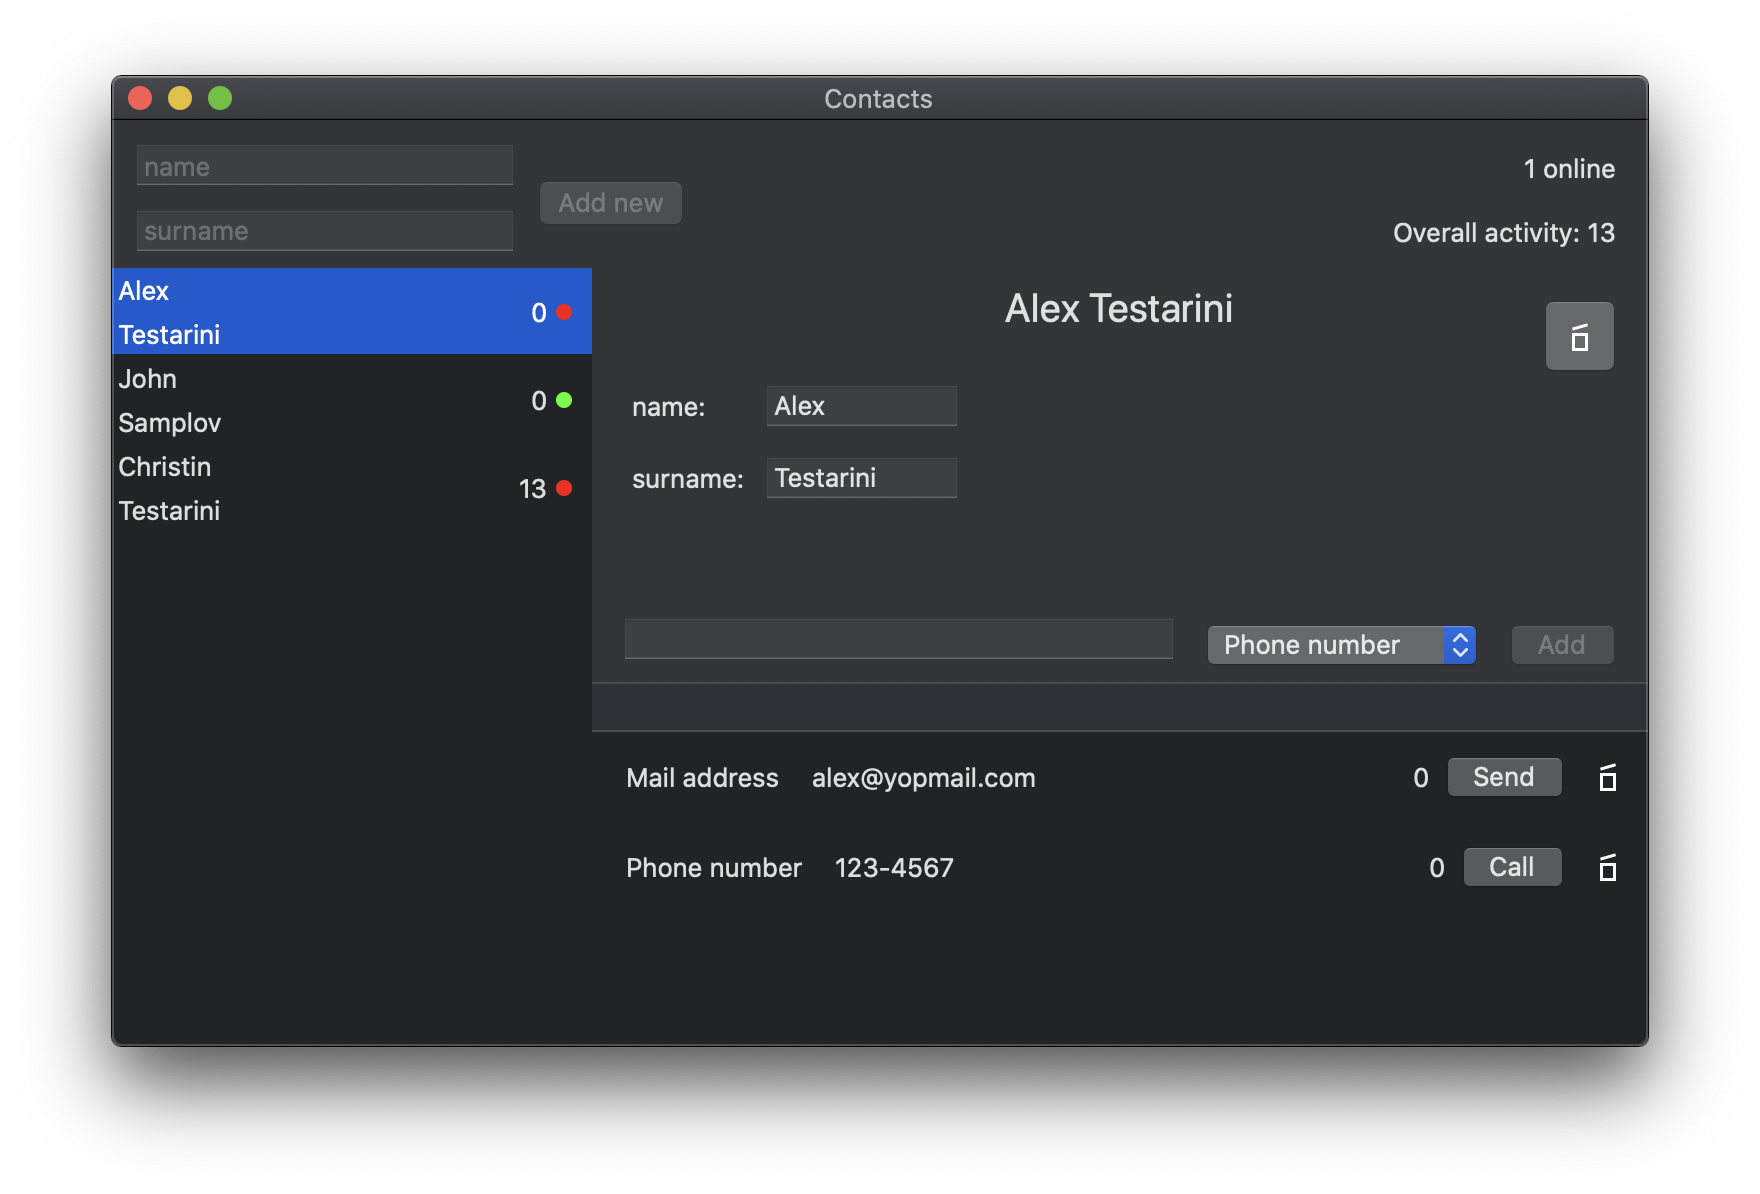 Contacts
name
1 online
Add new
surname
Overall activity: 13
Alex
0
Testarini
John
0
Samplov
Christin
13
Testarini
Alex Testarini
name: Alex
surname: Testarini
Phone number Add
Mail address alex@yopmail.com 0 Send
Phone number 123-4567 0 Call